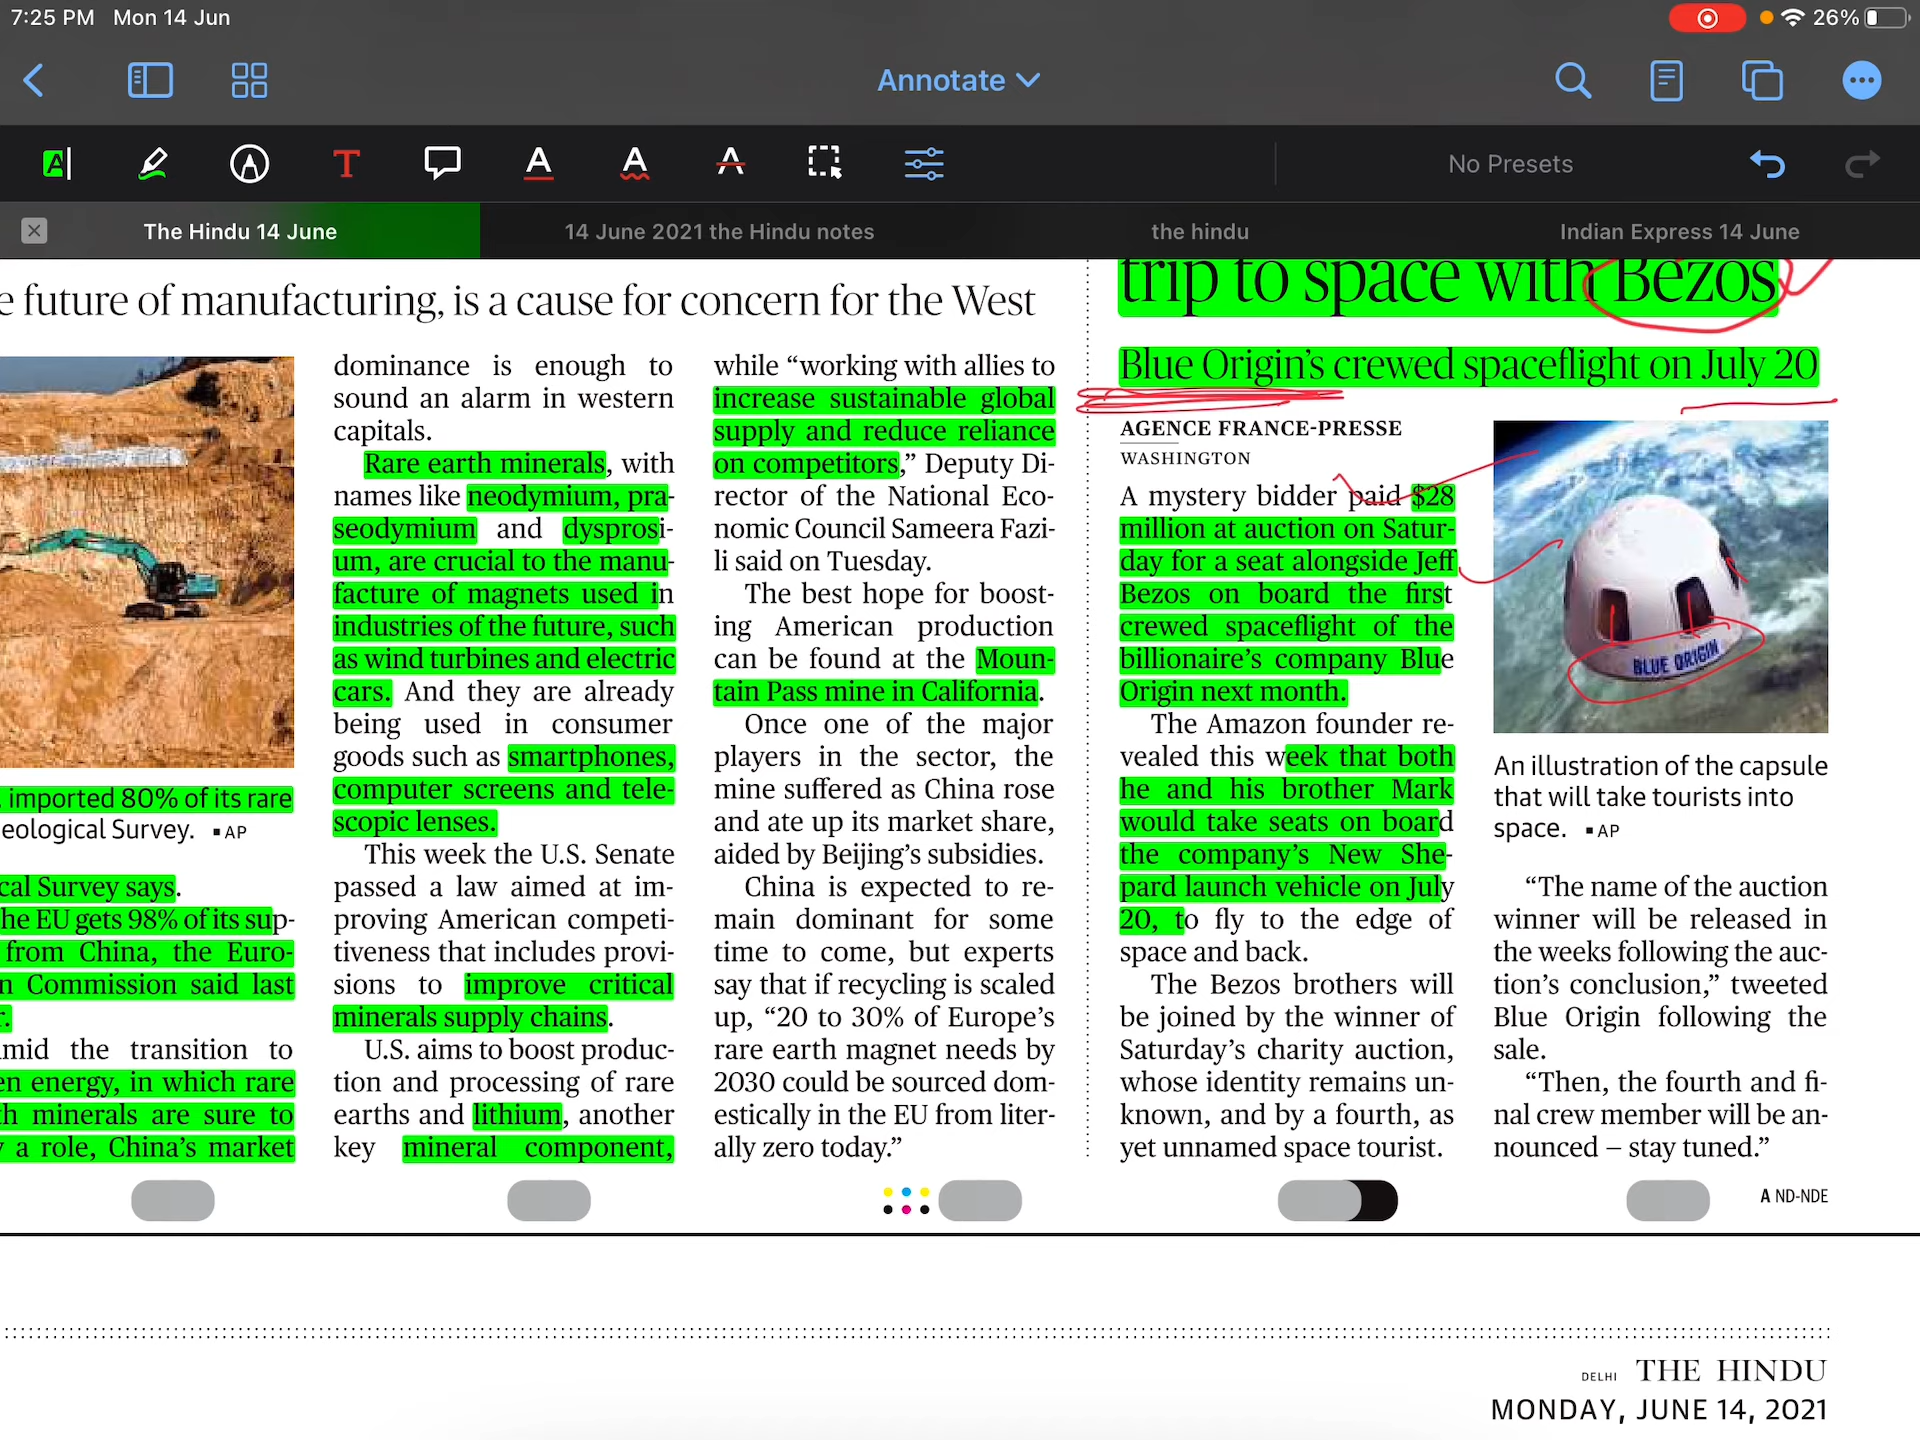 7:25 PM Mon 14 Jun
26%
Annotate
No Presets
The Hindu 14 June
14 June 2021 the Hindu notes
the hindu
Indian Express 14 June
e future of manufacturing, is a cause for concern for the West
imported 80% of its rare
eological Survey. ▪ AP
cal Survey says.
he EU gets 98% of its sup-
from China, the Euro-
n Commission said last
r.
mid the transition to
en energy, in which rare
h minerals are sure to
y a role, China’s market
dominance is enough to
sound an alarm in western
capitals.
Rare earth minerals, with
names like neodymium, pra-
seodymium and dysprosi-
um, are crucial to the manu-
facture of magnets used in
industries of the future, such
as wind turbines and electric
cars. And they are already
being used in consumer
goods such as smartphones,
computer screens and tele-
scopic lenses.
This week the U.S. Senate
passed a law aimed at im-
proving American competi-
tiveness that includes provi-
sions to improve critical
minerals supply chains.
U.S. aims to boost produc-
tion and processing of rare
earths and lithium, another
key mineral component,
while “working with allies to
increase sustainable global
supply and reduce reliance
on competitors,” Deputy Di-
rector of the National Eco-
nomic Council Sameera Fazi-
li said on Tuesday.
The best hope for boost-
ing American production
can be found at the Moun-
tain Pass mine in California.
Once one of the major
players in the sector, the
mine suffered as China rose
and ate up its market share,
aided by Beijing’s subsidies.
China is expected to re-
main dominant for some
time to come, but experts
say that if recycling is scaled
up, “20 to 30% of Europe’s
rare earth magnet needs by
2030 could be sourced dom-
estically in the EU from liter-
ally zero today.”
trip to space with Bezos
Blue Origin’s crewed spaceflight on July 20
AGENCE FRANCE-PRESSE
WASHINGTON
A mystery bidder paid $28
million at auction on Satur-
day for a seat alongside Jeff
Bezos on board the first
crewed spaceflight of the
billionaire’s company Blue
Origin next month.
The Amazon founder re-
vealed this week that both
he and his brother Mark
would take seats on board
the company’s New She-
pard launch vehicle on July
20, to fly to the edge of
space and back.
The Bezos brothers will
be joined by the winner of
Saturday’s charity auction,
whose identity remains un-
known, and by a fourth, as
yet unnamed space tourist.
BLUE ORIGIN
An illustration of the capsule
that will take tourists into
space. ▪ AP
“The name of the auction
winner will be released in
the weeks following the auc-
tion’s conclusion,” tweeted
Blue Origin following the
sale.
“Then, the fourth and fi-
nal crew member will be an-
nounced – stay tuned.”
A ND-NDE
DELHI THE HINDU
MONDAY, JUNE 14, 2021